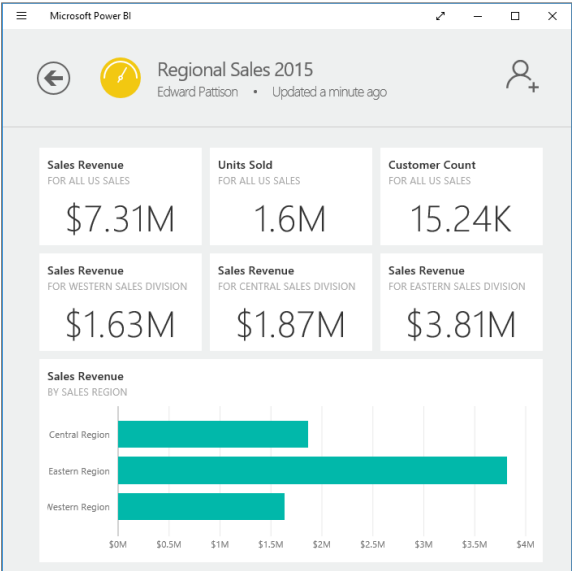 Microsoft Power BI
Regional Sales 2015
Edward Pattison • Updated a minute ago
Sales Revenue
FOR ALL US SALES
$7.31M
Units Sold
FOR ALL US SALES
1.6M
Customer Count
FOR ALL US SALES
15.24K
Sales Revenue
FOR WESTERN SALES DIVISION
$1.63M
Sales Revenue
FOR CENTRAL SALES DIVISION
$1.87M
Sales Revenue
FOR EASTERN SALES DIVISION
$3.81M
Sales Revenue
BY SALES REGION
Central Region
Eastern Region
Western Region
$0M $0.5M $1M $1.5M $2M $2.5M $3M $3.5M $4M